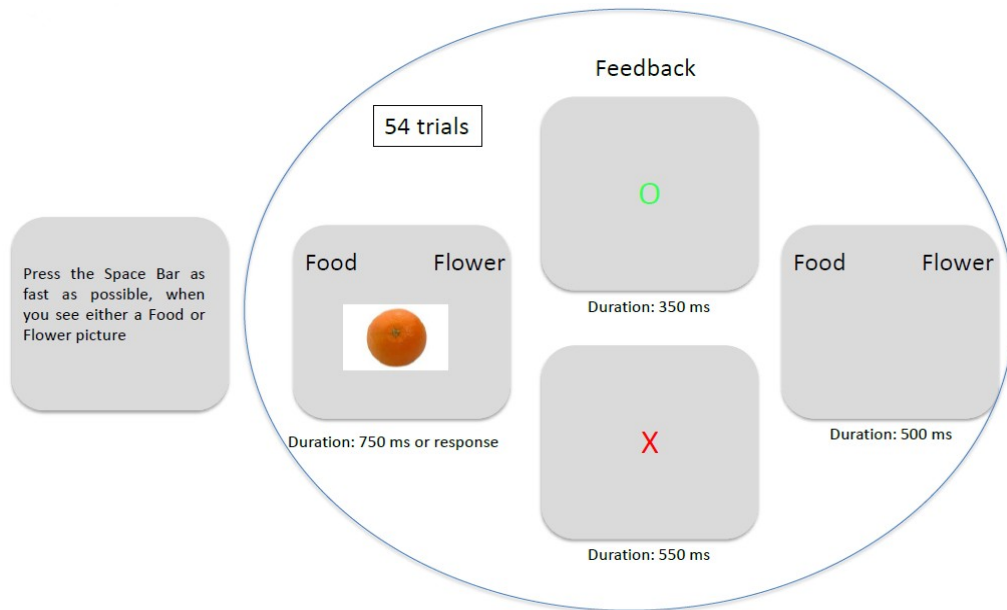 Feedback
54 trials
O
Press the Space Bar as
fast as possible, when
you see either a Food or
Flower picture
Food Flower
Duration: 750 ms or response
Duration: 350 ms
X
Duration: 550 ms
Food Flower
Duration: 500 ms